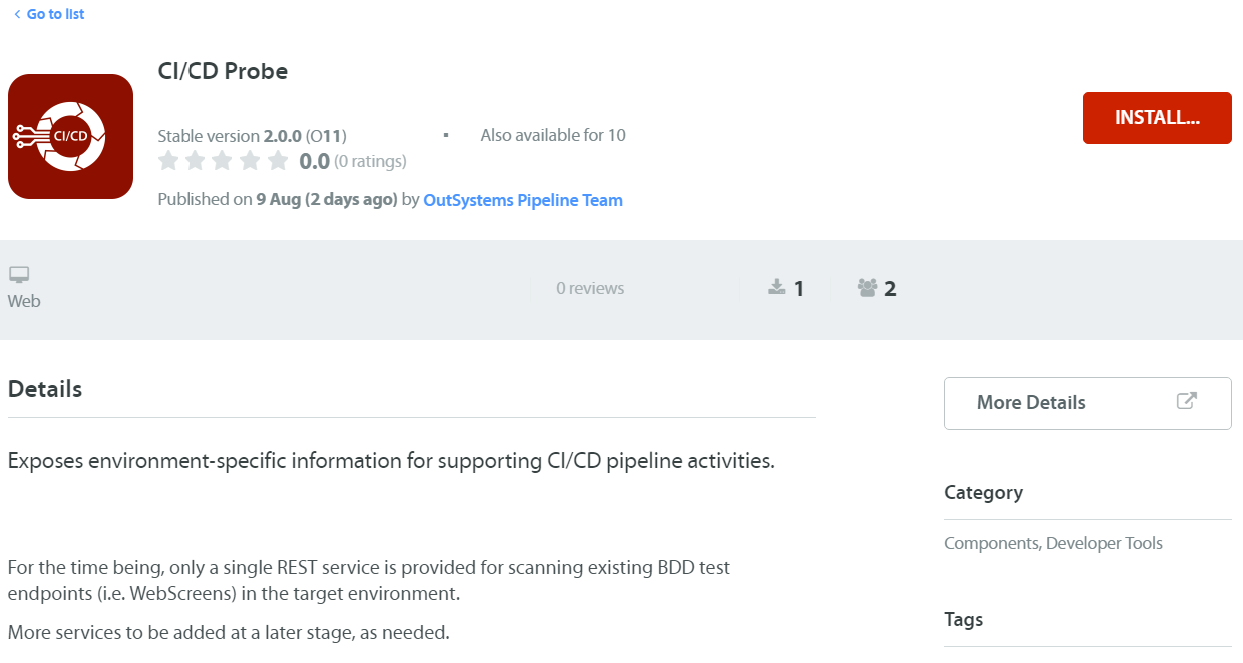 Go to list
CI/CD Probe
CI/CD
INSTALL...
Stable version 2.0.0 (O11) ▪ Also available for 10
0.0 (0 ratings)
Published on 9 Aug (2 days ago) by OutSystems Pipeline Team
Web
0 reviews
1
2
Details
Exposes environment-specific information for supporting CI/CD pipeline activities.
For the time being, only a single REST service is provided for scanning existing BDD test
endpoints (i.e. WebScreens) in the target environment.
More services to be added at a later stage, as needed.
More Details
Category
Components, Developer Tools
Tags